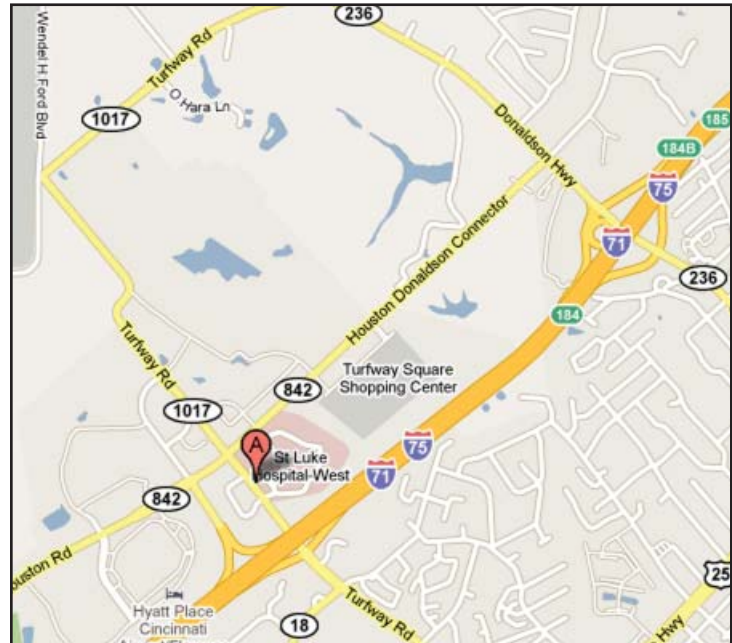 236
Wendel H Ford Blvd
Turfway Rd
O Hara Ln
1017
Donaldson Hwy
185
184B
75
71
236
Houston Donaldson Connector
184
Turfway Rd
Turfway Square
Shopping Center
842
1017
A
St Luke
Hospital-West
75
71
842
ouston Rd
Turfway Rd
25
Hwy
18
Hyatt Place
Cincinnati